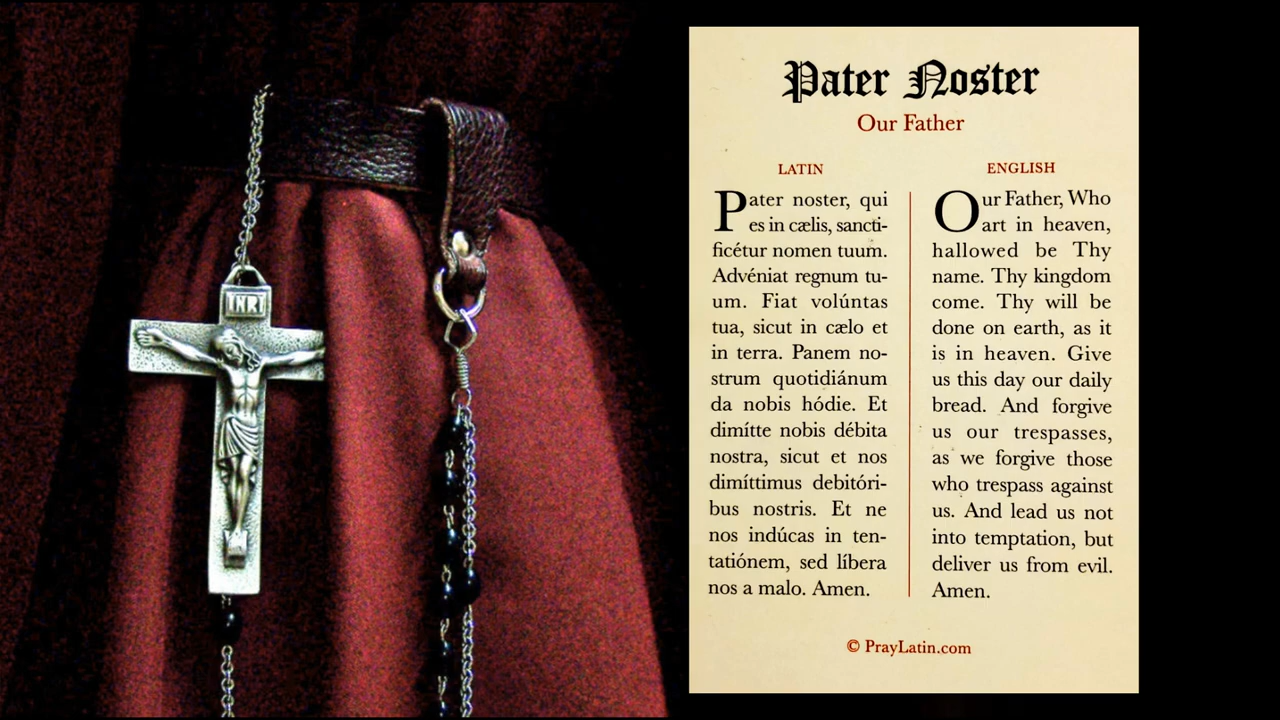 INRI
Pater Noster
Our Father
LATIN
Pater noster, qui
es in cælis, sancti-
ficétur nomen tuum.
Advéniat regnum tu-
um. Fiat volúntas
tua, sicut in cælo et
in terra. Panem no-
strum quotidiánum
da nobis hódie. Et
dimítte nobis débita
nostra, sicut et nos
dimíttimus debitóri-
bus nostris. Et ne
nos indúcas in ten-
tatiónem, sed líbera
nos a malo. Amen.
ENGLISH
Our Father, Who
art in heaven,
hallowed be Thy
name. Thy kingdom
come. Thy will be
done on earth, as it
is in heaven. Give
us this day our daily
bread. And forgive
us our trespasses,
as we forgive those
who trespass against
us. And lead us not
into temptation, but
deliver us from evil.
Amen.
© PrayLatin.com